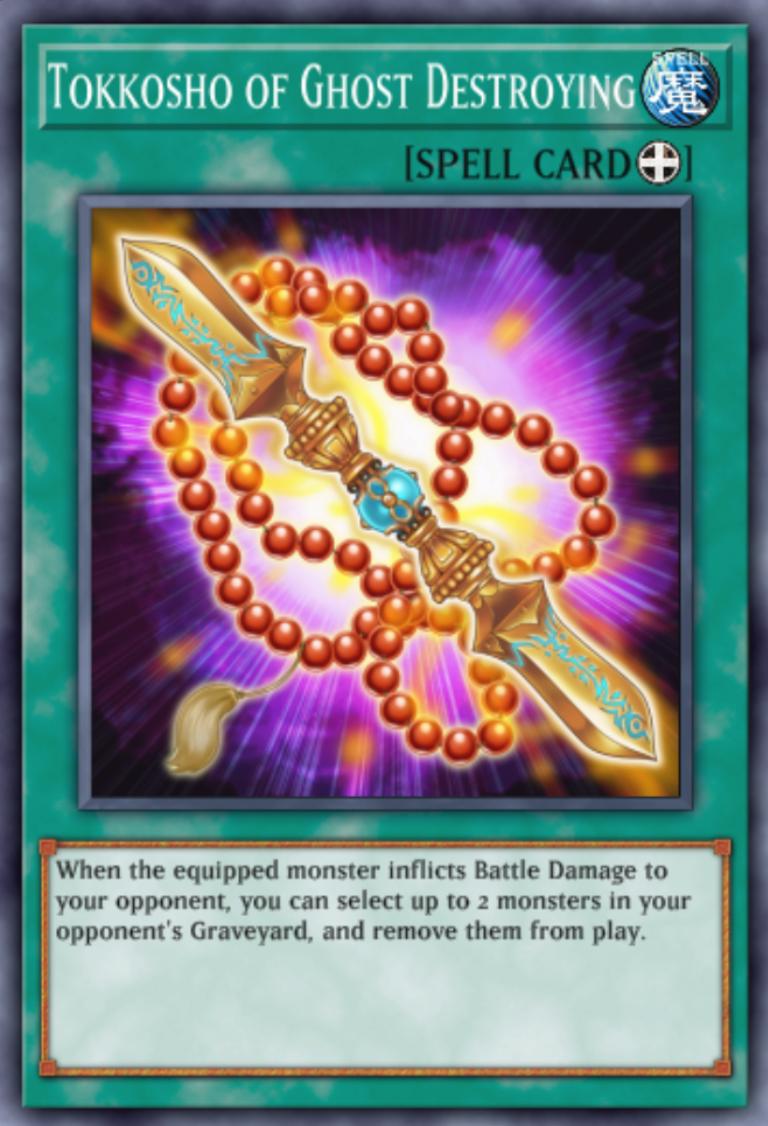 Tokkosho of Ghost Destroying
SPELL
魔
[SPELL CARD]
When the equipped monster inflicts Battle Damage to
your opponent, you can select up to 2 monsters in your
opponent's Graveyard, and remove them from play.